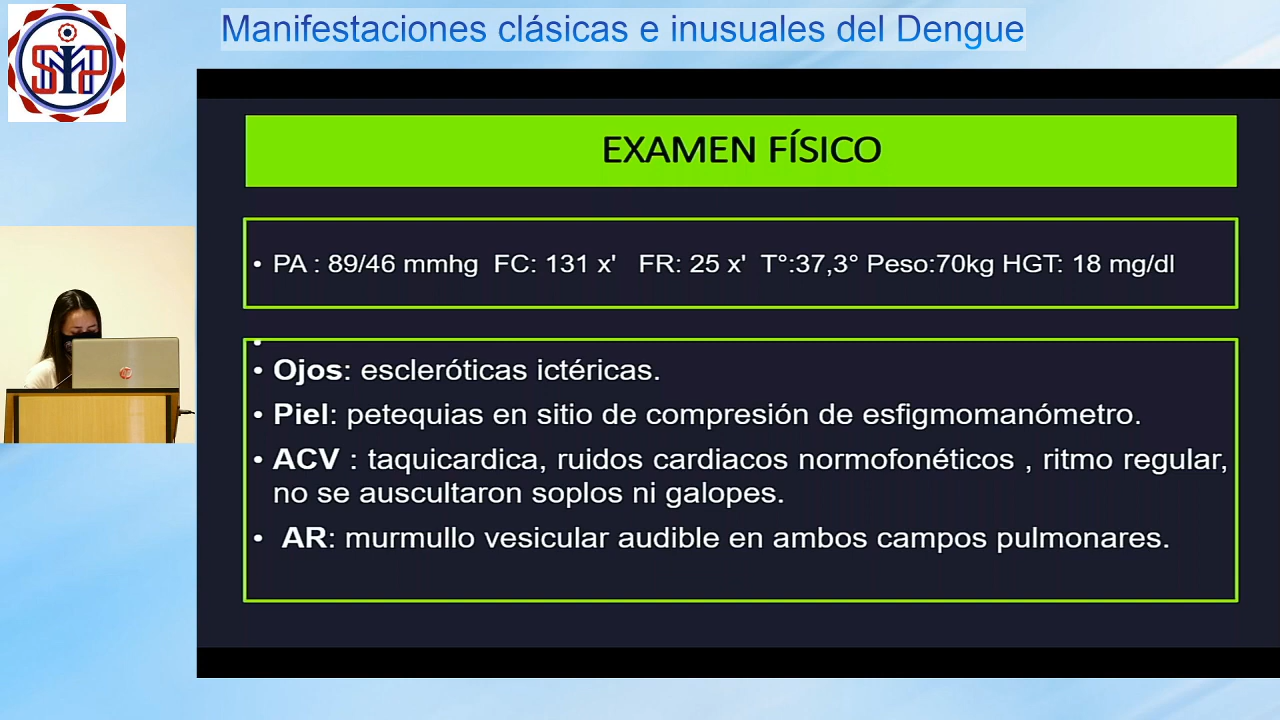 SMP
Manifestaciones clásicas e inusuales del Dengue
EXAMEN FÍSICO
• PA : 89/46 mmhg FC: 131 x' FR: 25 x' T°:37,3° Peso:70kg HGT: 18 mg/dl
•
• Ojos: escleróticas ictéricas.
• Piel: petequias en sitio de compresión de esfigmomanómetro.
• ACV : taquicardica, ruidos cardiacos normofonéticos , ritmo regular,
no se auscultaron soplos ni galopes.
• AR: murmullo vesicular audible en ambos campos pulmonares.